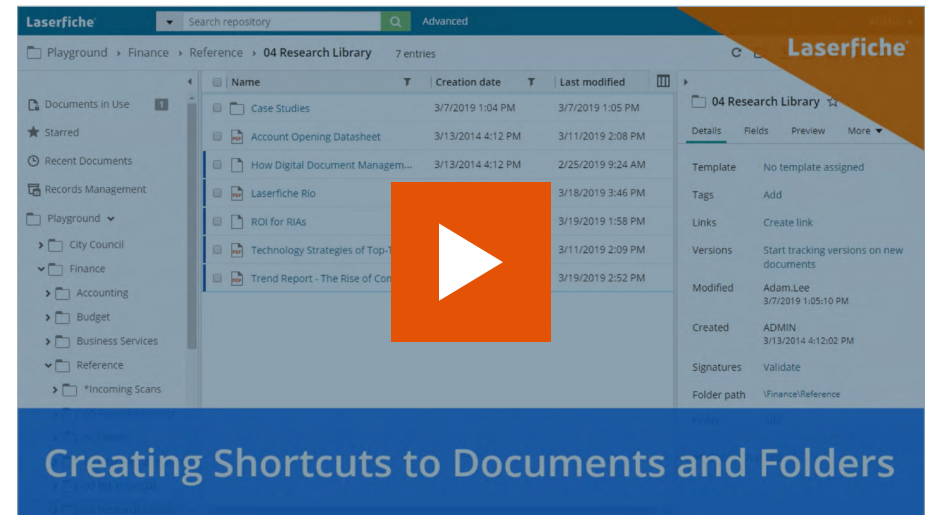 Laserfiche
Search repository
Advanced
Laserfiche
Playground › Finance › Reference › 04 Research Library 7 entries
Name Creation date Last modified
04 Research Library
Documents in Use 1
Case Studies 3/7/2019 1:04 PM 3/7/2019 1:05 PM
Details Fields Preview More
Starred
Account Opening Datasheet 3/13/2014 4:12 PM 3/11/2019 2:08 PM
Recent Documents
How Digital Document Managem... 3/13/2014 4:12 PM 2/25/2019 9:24 AM
Template No template assigned
Records Management
Laserfiche Rio 3/18/2019 3:46 PM
Tags Add
Playground
ROI for RIAs 3/19/2019 1:58 PM
Links Create link
City Council
Technology Strategies of 3/11/2019 2:09 PM
Versions Start tracking versions on new
documents
Finance
Trend Report - The Rise of 3/19/2019 2:52 PM
Modified Adam.Lee
3/7/2019 1:05:10 PM
Accounting
Budget
Created ADMIN
3/13/2014 4:12:02 PM
Business Services
Reference
Signatures Validate
*Incoming Scans
Folder path \Finance\Reference
Creating Shortcuts to Documents and Folders